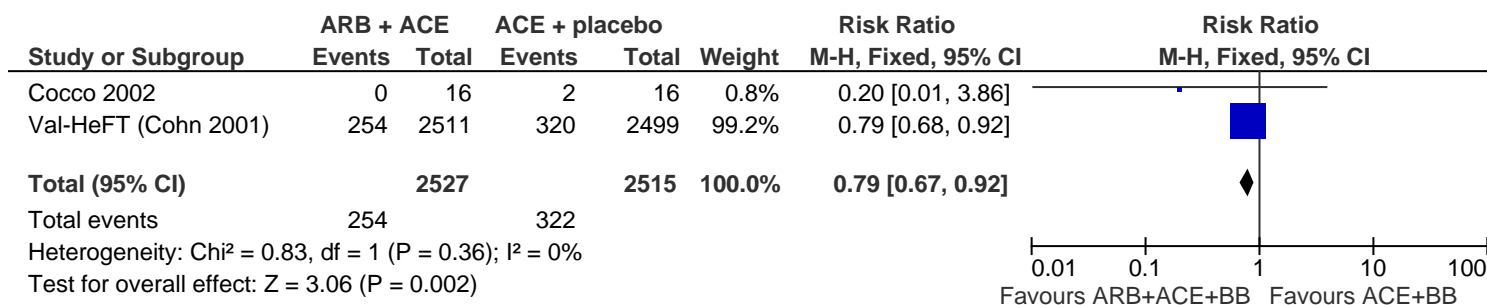 ARB + ACE ACE + placebo Risk Ratio Risk Ratio
Study or Subgroup Events Total Events Total Weight M-H, Fixed, 95% CI M-H, Fixed, 95% CI
Cocco 2002 0 16 2 16 0.8% 0.20 [0.01, 3.86]
Val-HeFT (Cohn 2001) 254 2511 320 2499 99.2% 0.79 [0.68, 0.92]
Total (95% CI) 2527 2515 100.0% 0.79 [0.67, 0.92]
Total events 254 322
Heterogeneity: Chi² = 0.83, df = 1 (P = 0.36); I² = 0%
Test for overall effect: Z = 3.06 (P = 0.002)
0.01 0.1 1 10 100
Favours ARB+ACE+BB Favours ACE+BB